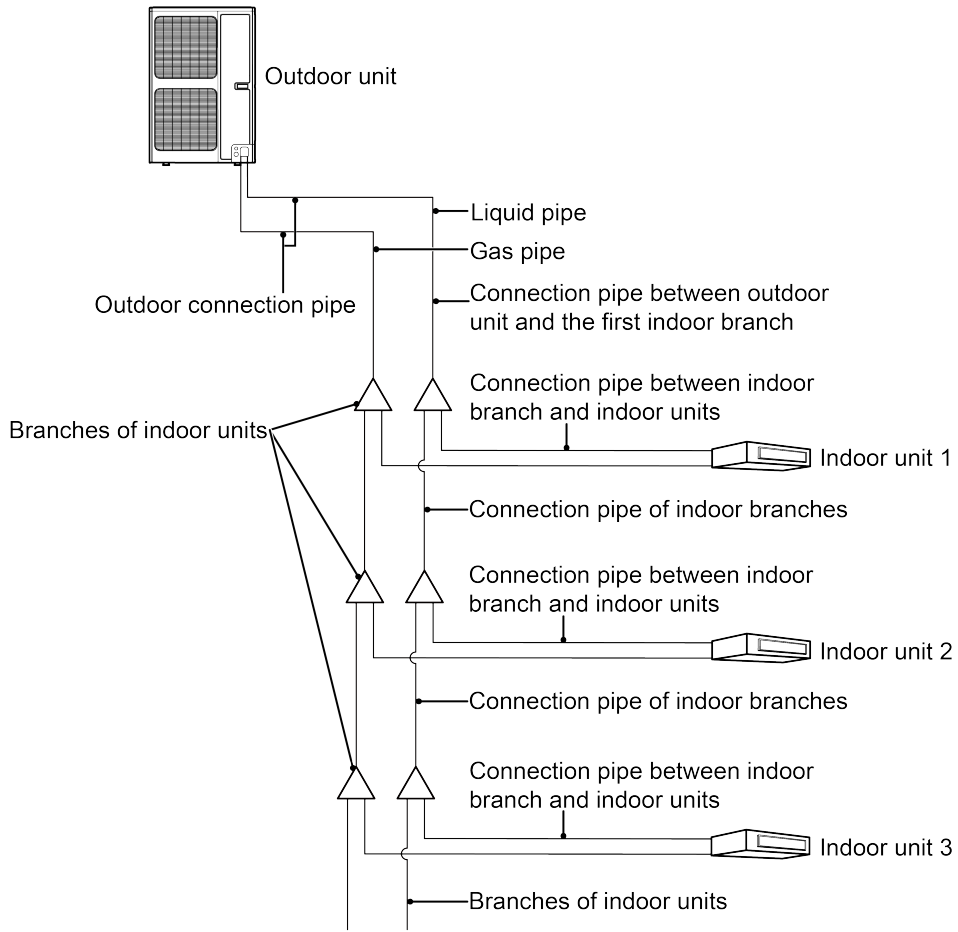 Outdoor unit
Liquid pipe
Gas pipe
Outdoor connection pipe
Connection pipe between outdoor
unit and the first indoor branch
Connection pipe between indoor
branch and indoor units
Branches of indoor units
Indoor unit 1
Connection pipe of indoor branches
Connection pipe between indoor
branch and indoor units
Indoor unit 2
Connection pipe of indoor branches
Connection pipe between indoor
branch and indoor units
Indoor unit 3
Branches of indoor units